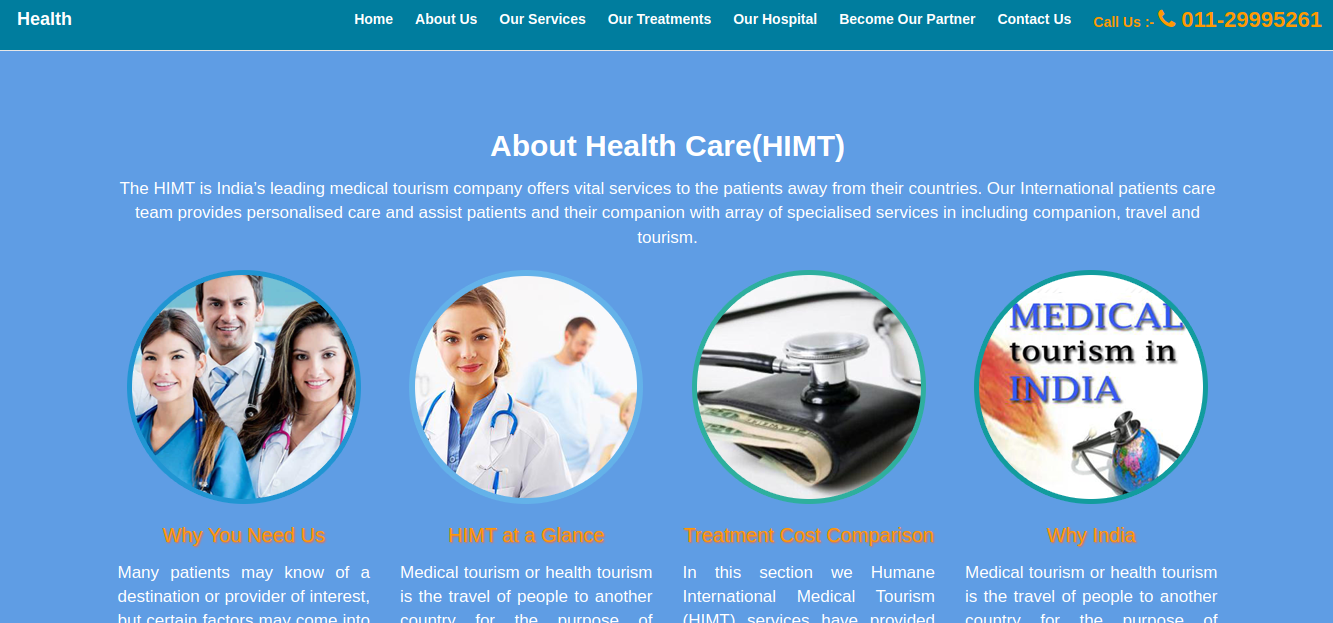 Health
Home About Us Our Services Our Treatments Our Hospital Become Our Partner Contact Us Call Us :- 011-29995261
About Health Care(HIMT)
The HIMT is India's leading medical tourism company offers vital services to the patients away from their countries. Our International patients care
team provides personalised care and assist patients and their companion with array of specialised services in including companion, travel and
tourism.
MEDICAL
tourism in
INDIA
Why You Need Us
Many patients may know of a
destination or provider of interest,
but certain factors may come into
HIMT at a Glance
Medical tourism or health tourism
is the travel of people to another
country for the purpose of
Treatment Cost Comparison
In this section we Humane
International Medical Tourism
(HIMT) services have provided
Why India
Medical tourism or health tourism
is the travel of people to another
country for the purpose of